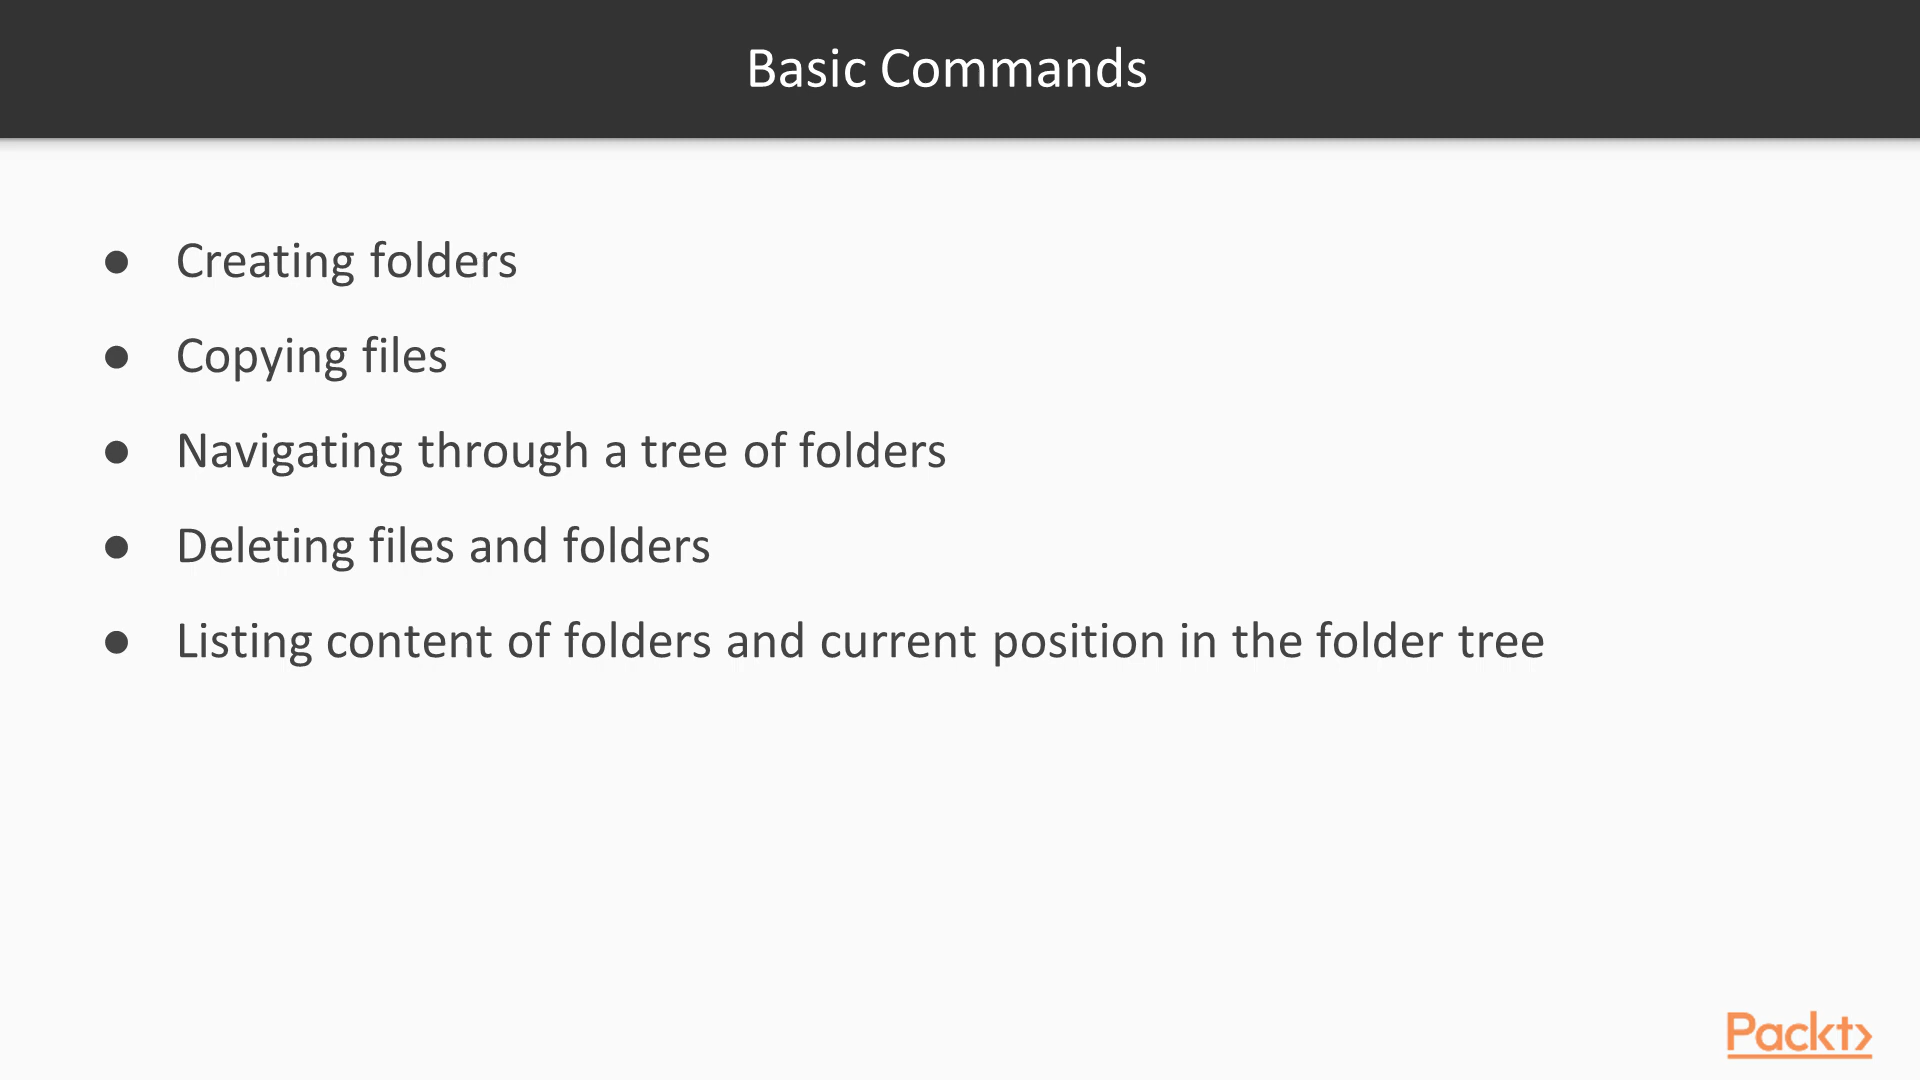 Basic Commands
● Creating folders
● Copying files
● Navigating through a tree of folders
● Deleting files and folders
● Listing content of folders and current position in the folder tree
Packt>